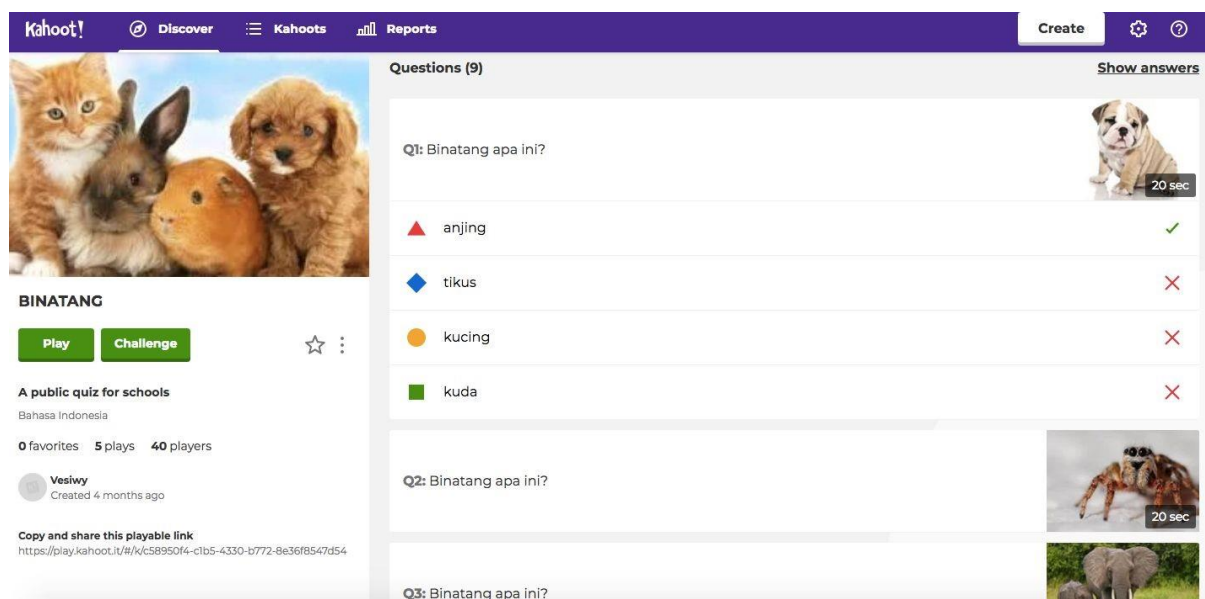 Kahoot!
Discover
Kahoots
Reports
Create
BINATANG
Play
Challenge
A public quiz for schools
Bahasa Indonesia
0 favorites 5 plays 40 players
Vesiwy
Created 4 months ago
Copy and share this playable link
https://play.kahoot.it/#/k/c58950f4-c1b5-4330-b772-8e36f8547d54
Questions (9)
Show answers
Q1: Binatang apa ini?
20 sec
anjing
tikus
kucing
kuda
Q2: Binatang apa ini?
20 sec
Q3: Binatang apa ini?